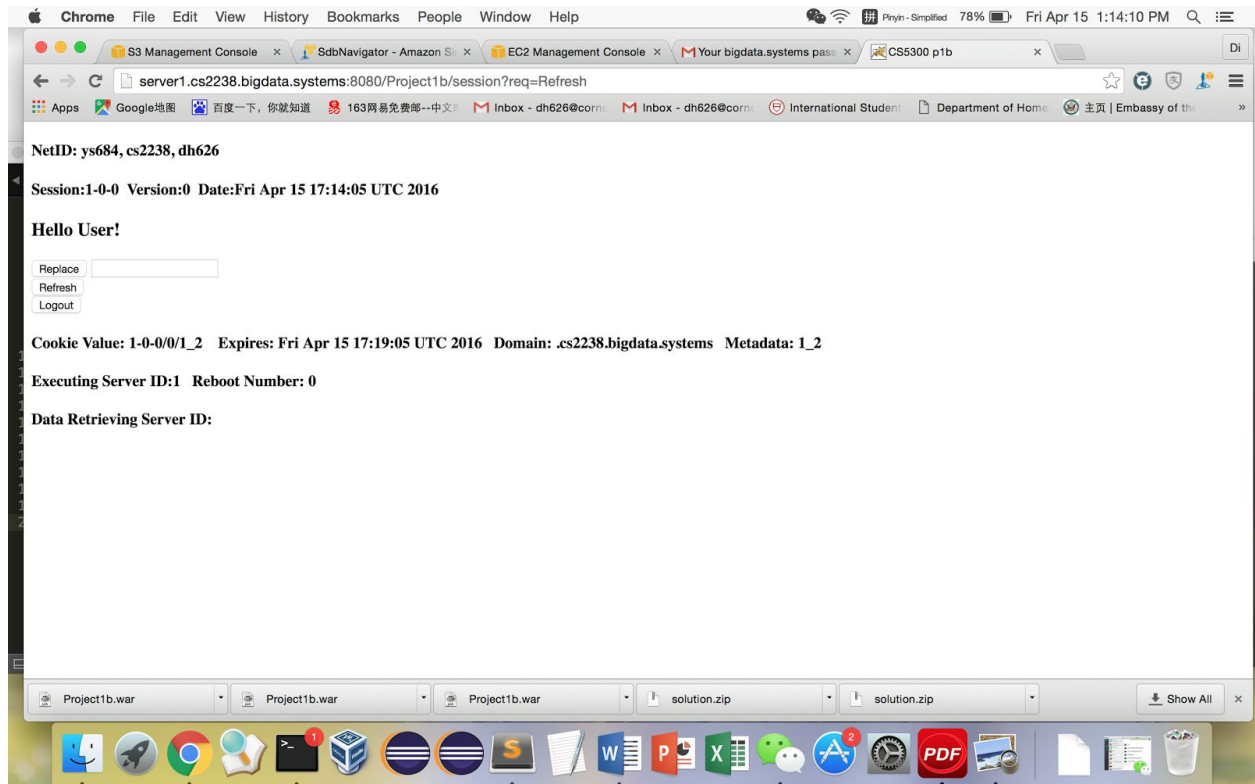 Chrome File Edit View History Bookmarks People Window Help 拼 Pinyin - Simplified 78% Fri Apr 15 1:14:10 PM
S3 Management Console × SdbNavigator - Amazon Si × EC2 Management Console × Your bigdata.systems pass × CS5300 p1b × Di
server1.cs2238.bigdata.systems:8080/Project1b/session?req=Refresh
Apps Google地图 百度一下，你就知道 163网易免费邮--中文 Inbox - dh626@corn Inbox - dh626@corn International Student Department of Home 主页 | Embassy of th »
NetID: ys684, cs2238, dh626
Session:1-0-0 Version:0 Date:Fri Apr 15 17:14:05 UTC 2016
Hello User!
Replace
Refresh
Logout
Cookie Value: 1-0-0/0/1_2 Expires: Fri Apr 15 17:19:05 UTC 2016 Domain: .cs2238.bigdata.systems Metadata: 1_2
Executing Server ID:1 Reboot Number: 0
Data Retrieving Server ID:
Project1b.war Project1b.war Project1b.war solution.zip solution.zip Show All ×
1 S W P X 2 PDF